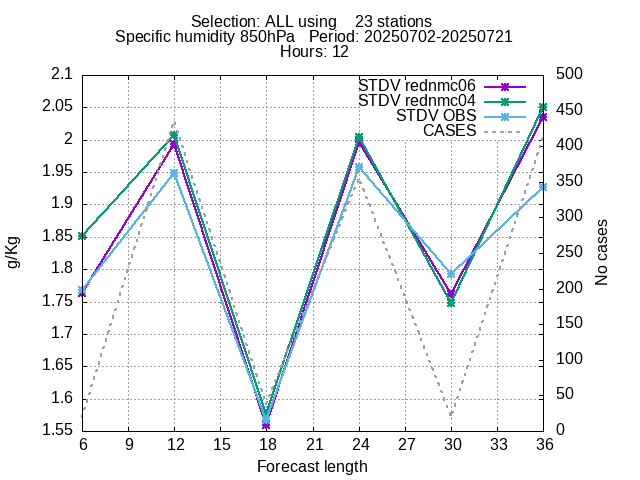 Selection: ALL using    23 stations
Specific humidity 850hPa   Period: 20250702-20250721
Hours: 12
STDV rednmc06
STDV rednmc04
STDV OBS
CASES
2.1
2.05
2
1.95
1.9
1.85
1.8
1.75
1.7
1.65
1.6
1.55
g/Kg
500
450
400
350
300
250
200
150
100
50
0
No cases
6 9 12 15 18 21 24 27 30 33 36
Forecast length